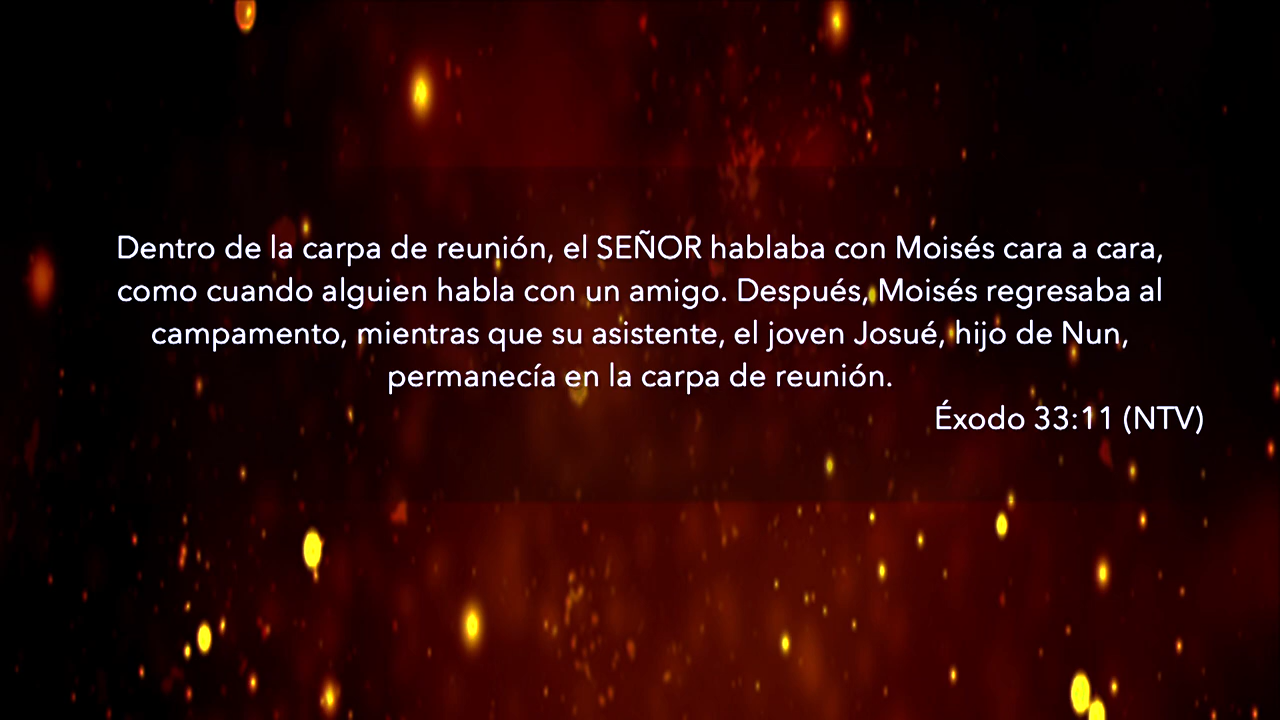 Dentro de la carpa de reunión, el SEÑOR hablaba con Moisés cara a cara,
como cuando alguien habla con un amigo. Después, Moisés regresaba al
campamento, mientras que su asistente, el joven Josué, hijo de Nun,
permanecía en la carpa de reunión.
Éxodo 33:11 (NTV)